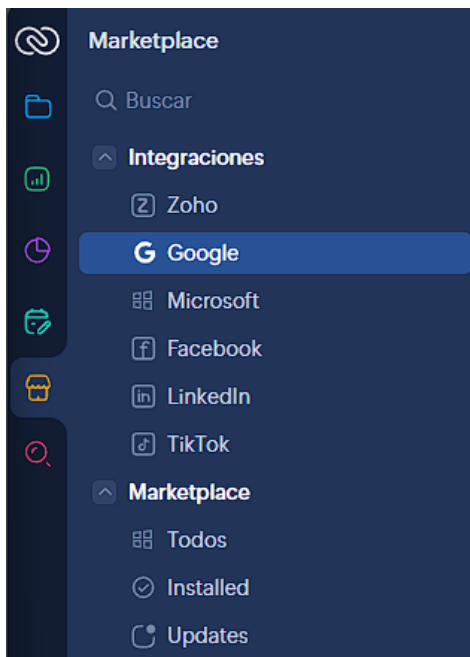 Marketplace
Buscar
Integraciones
Zoho
Google
Microsoft
Facebook
LinkedIn
TikTok
Marketplace
Todos
Installed
Updates